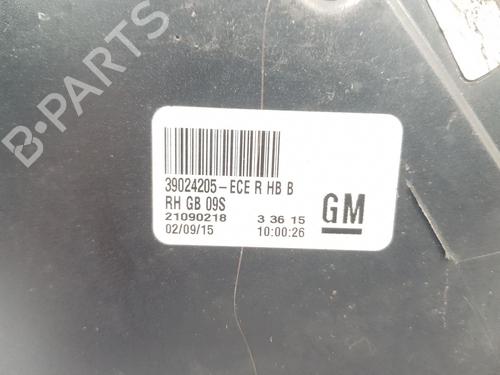 B-PARTS
39024205-ECE R HB B
RH GB 09S
21090218 3 36 15
02/09/15 10:00:26
GM